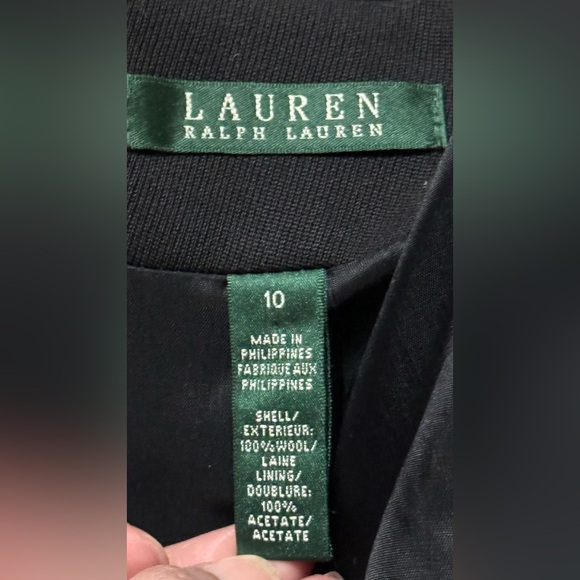 LAUREN
RALPH LAUREN
10
MADE IN
PHILIPPINES
FABRIQUE AUX
PHILIPPINES
SHELL/
EXTERIEUR:
100% WOOL/
LAINE
LINING/
DOUBLURE:
100%
ACETATE/
ACETATE